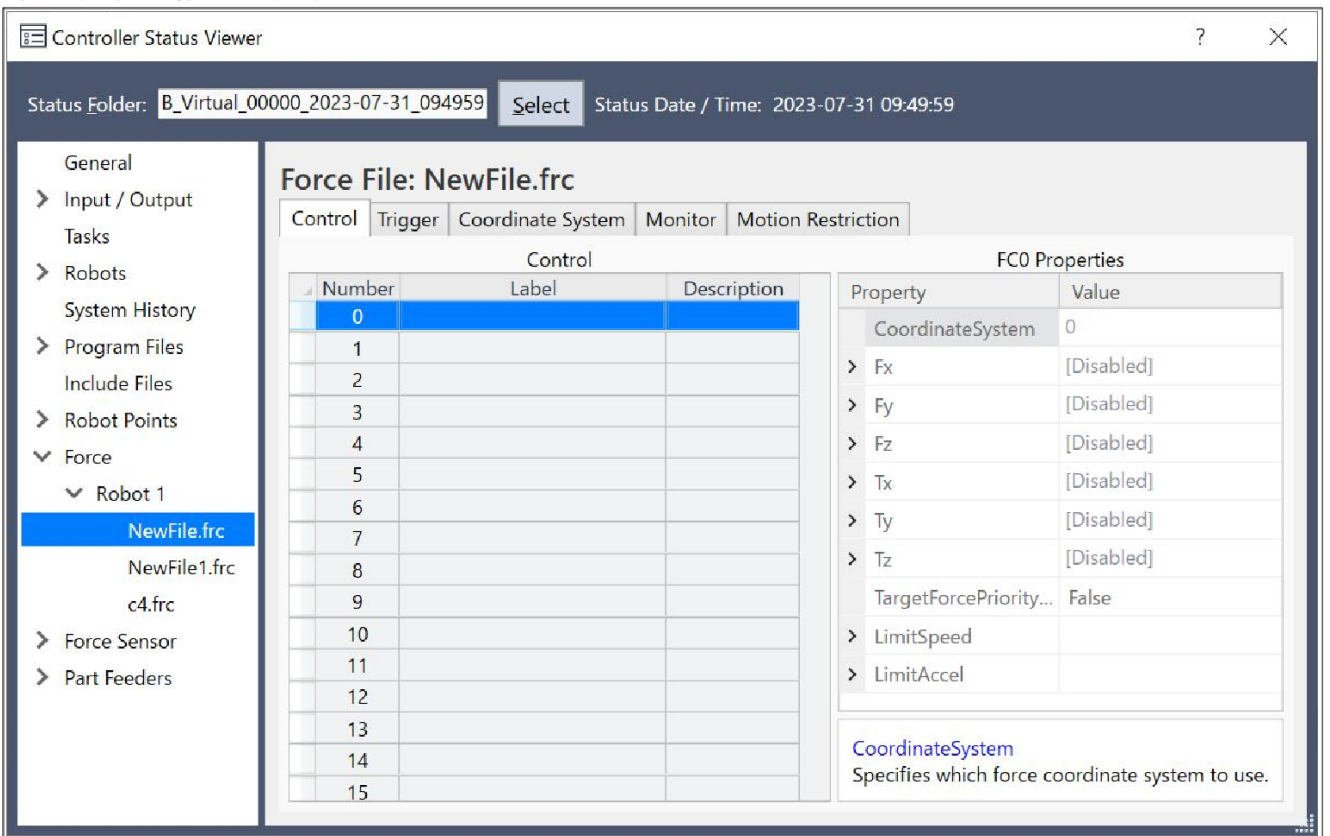 Controller Status Viewer
?
Status Folder: B_Virtual_00000_2023-07-31_094959 Select Status Date / Time: 2023-07-31 09:49:59
General
Input / Output
Tasks
Robots
System History
Program Files
Include Files
Robot Points
Force
Robot 1
NewFile.frc
NewFile1.frc
c4.frc
Force Sensor
Part Feeders
Force File: NewFile.frc
Control Trigger Coordinate System Monitor Motion Restriction
Control
Number Label Description
0
1
2
3
4
5
6
7
8
9
10
11
12
13
14
15
FC0 Properties
Property Value
CoordinateSystem 0
Fx [Disabled]
Fy [Disabled]
Fz [Disabled]
Tx [Disabled]
Ty [Disabled]
Tz [Disabled]
TargetForcePriority... False
LimitSpeed
LimitAccel
CoordinateSystem
Specifies which force coordinate system to use.